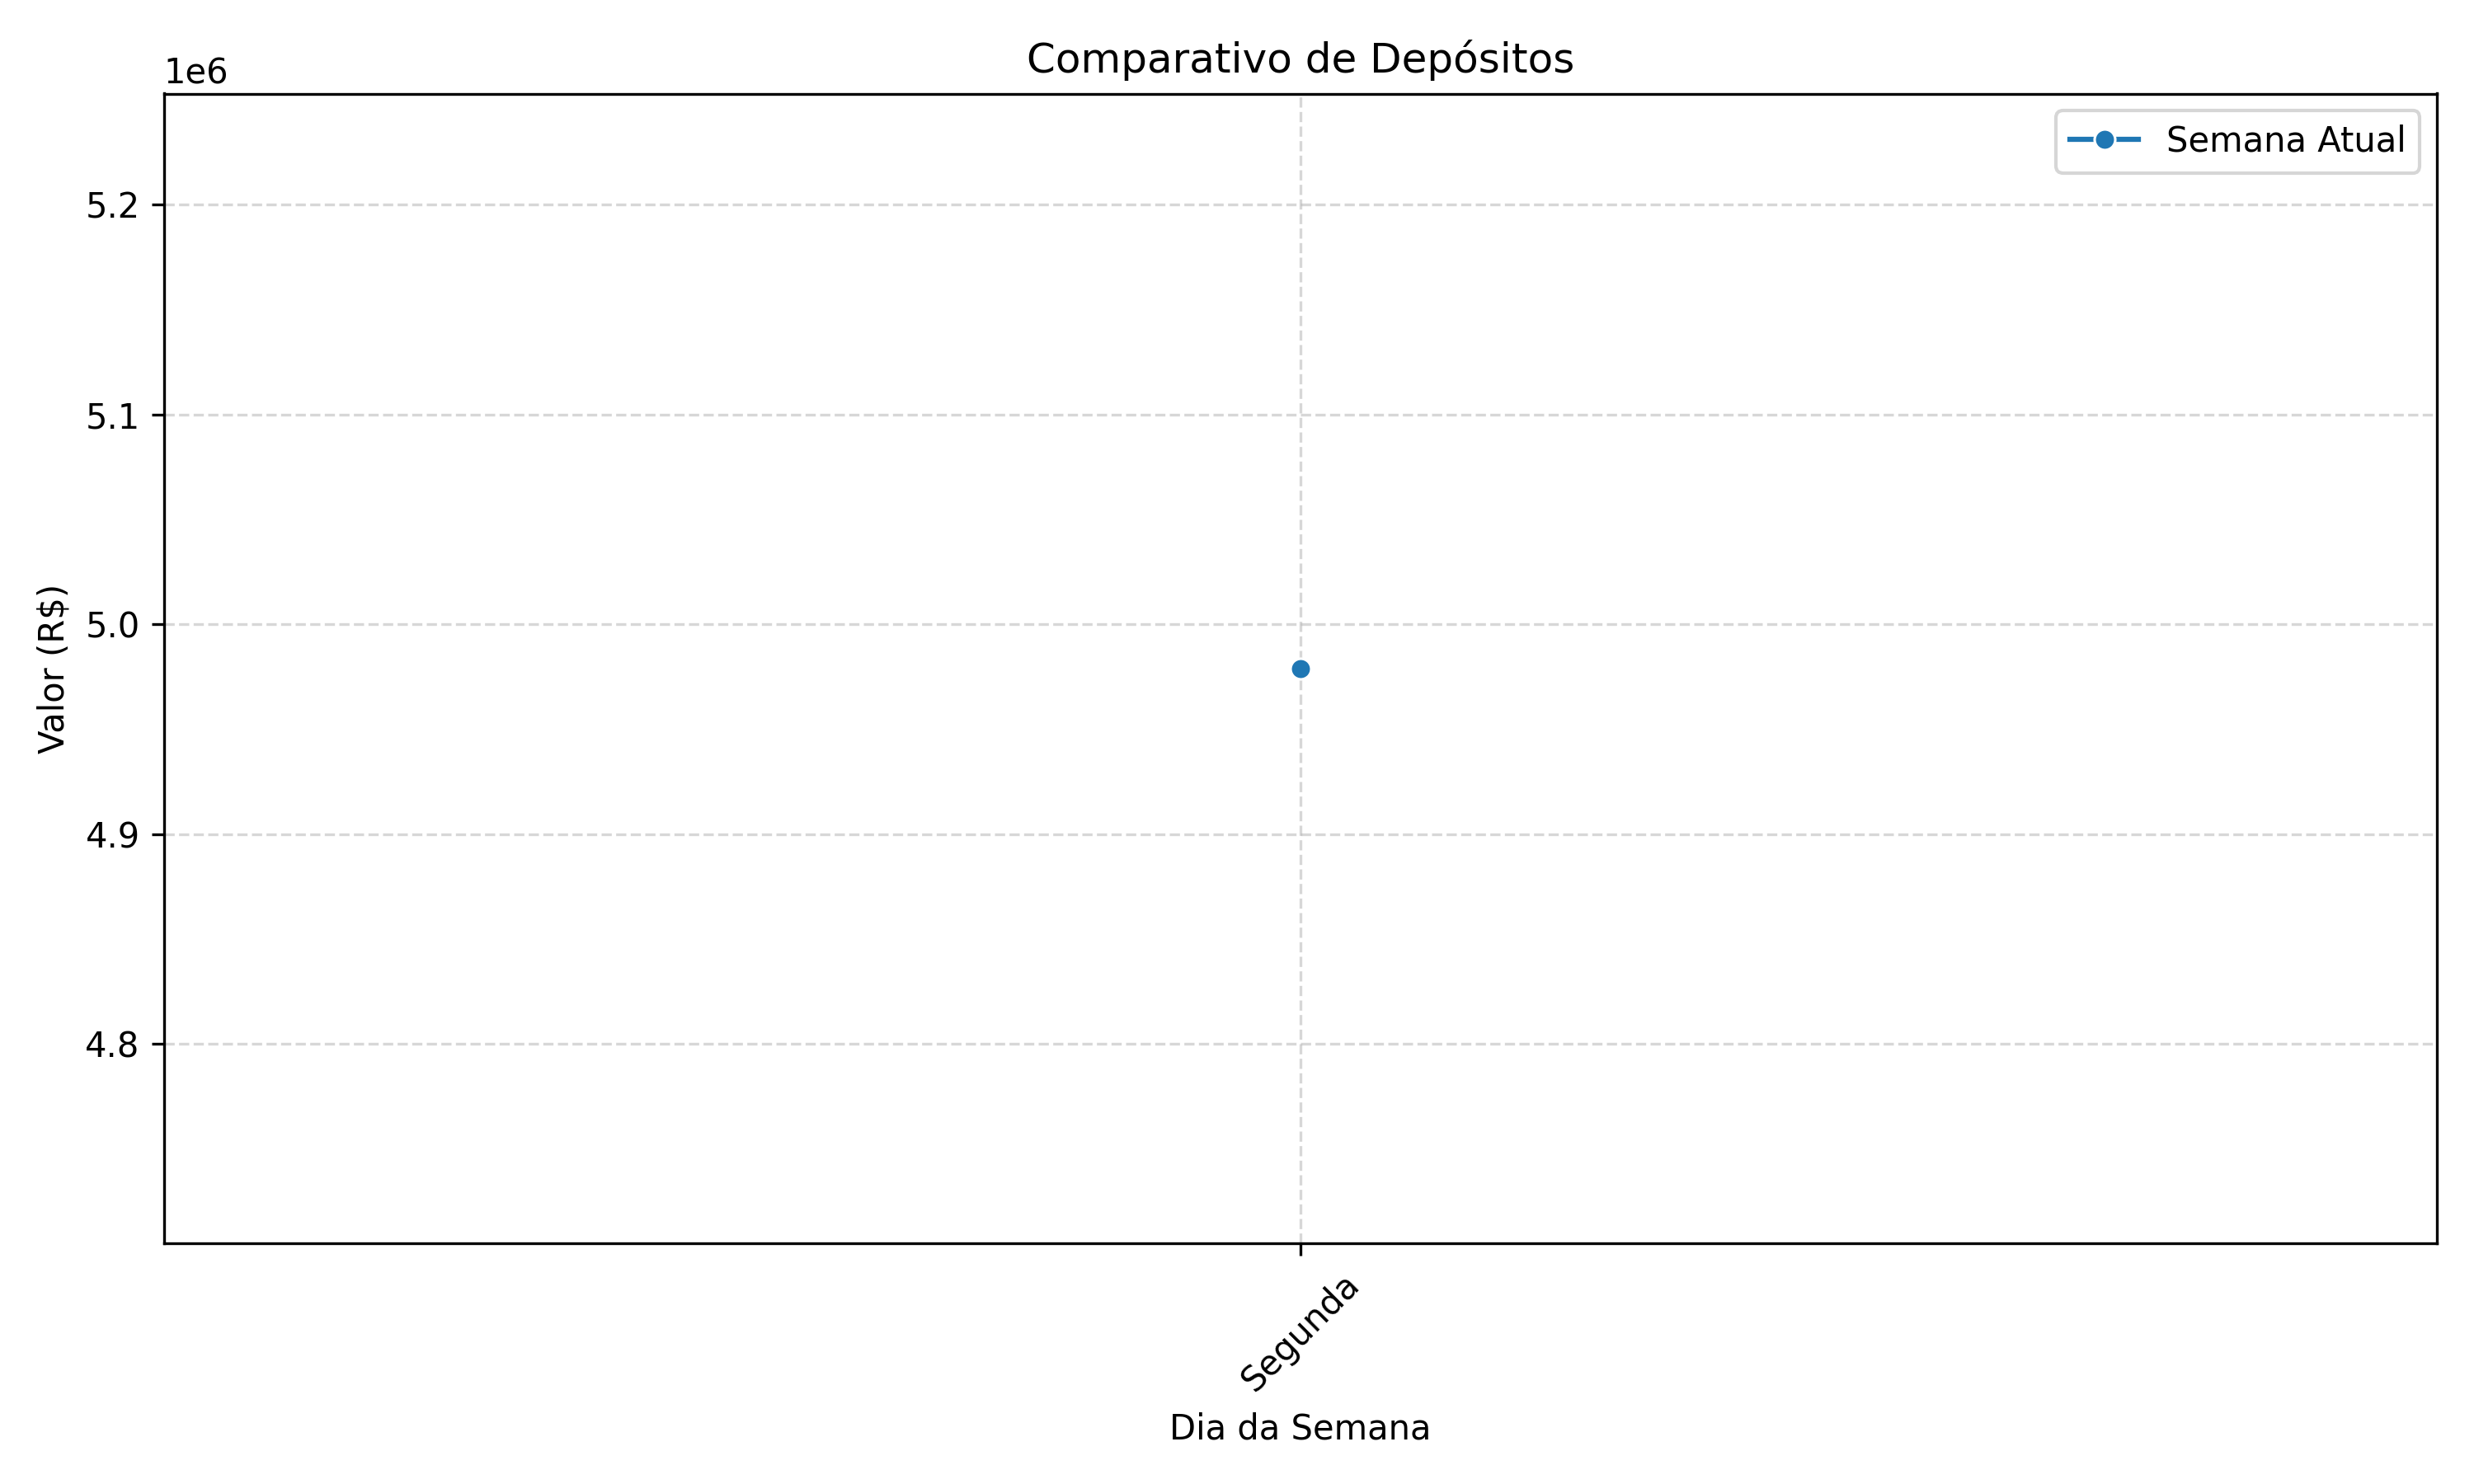 Comparativo de Depósitos
1e6
Semana Atual
5.2
5.1
5.0
4.9
4.8
Valor (R$)
Segunda
Dia da Semana